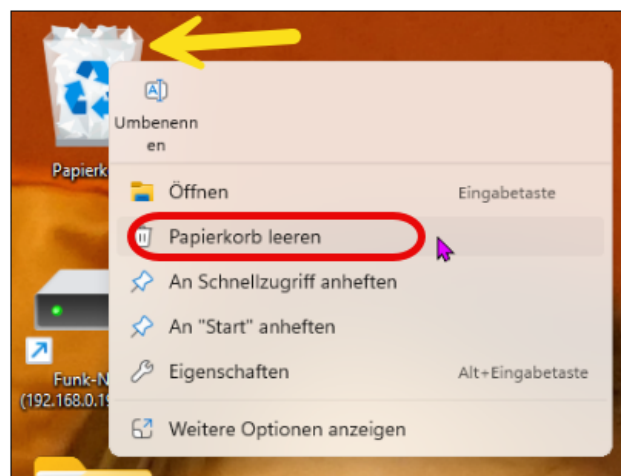 Umbenenn
en
Papierk
Öffnen Eingabetaste
Papierkorb leeren
An Schnellzugriff anheften
An "Start" anheften
Eigenschaften Alt+Eingabetaste
Funk-N
(192.168.0.19
Weitere Optionen anzeigen